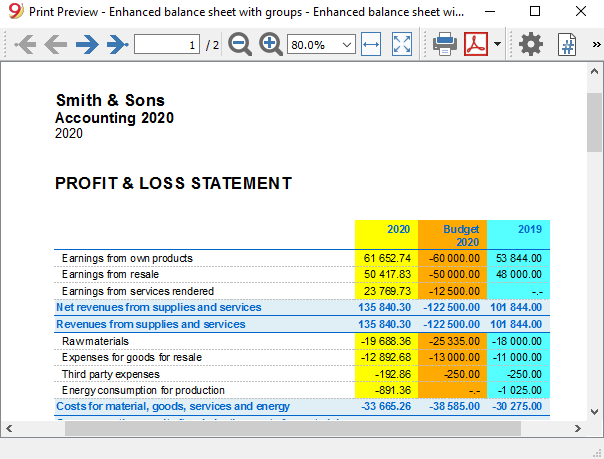 Print Preview - Enhanced balance sheet with groups - Enhanced balance sheet wi...
1 / 2 80.0%
Smith & Sons
Accounting 2020
2020
PROFIT & LOSS STATEMENT
2020 Budget 2019
2020
Earnings from own products 61 652.74 -60 000.00 53 844.00
Earnings from resale 50 417.83 -50 000.00 48 000.00
Earnings from services rendered 23 769.73 -12 500.00 -.-
Net revenues from supplies and services 135 840.30 -122 500.00 101 844.00
Revenues from supplies and services 135 840.30 -122 500.00 101 844.00
Raw materials -19 688.36 -25 335.00 -18 000.00
Expenses for goods for resale -12 892.68 -13 000.00 -11 000.00
Third party expenses -192.86 -250.00 -250.00
Energy consumption for production -891.36 -.- -1 025.00
Costs for material, goods, services and energy -33 665.26 -38 585.00 -30 275.00